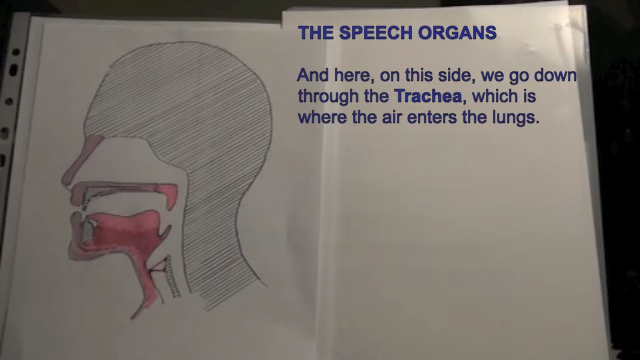 THE SPEECH ORGANS
And here, on this side, we go down
through the Trachea, which is
where the air enters the lungs.